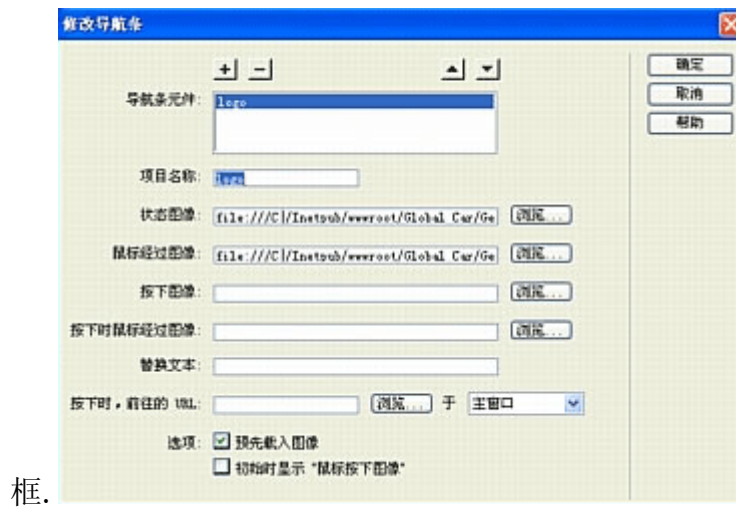 修改导航条
确定
取消
帮助
导航条元件: logo
项目名称: logo
状态图像: file:///C|/Inetpub/wwwroot/Global Car/Ge 浏览...
鼠标经过图像: file:///C|/Inetpub/wwwroot/Global Car/Ge 浏览...
按下图像: 浏览...
按下时鼠标经过图像: 浏览...
替换文本:
按下时，前往的 URL: 浏览... 于 主窗口
选项: 预先载入图像
初始时显示 "鼠标按下图像"
框.